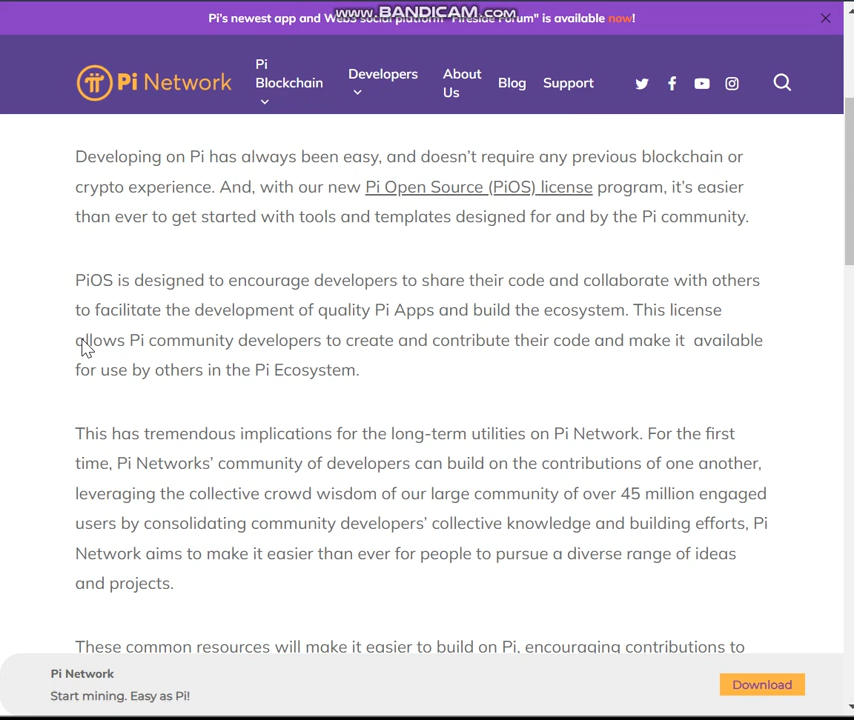 www.BANDICAM.com
Pi's newest app and Web3 social platform "Fireside Forum" is available now!
Pi Network
Pi
Blockchain
Developers
About
Us
Blog
Support
Developing on Pi has always been easy, and doesn't require any previous blockchain or
crypto experience. And, with our new Pi Open Source (PiOS) license program, it's easier
than ever to get started with tools and templates designed for and by the Pi community.
PiOS is designed to encourage developers to share their code and collaborate with others
to facilitate the development of quality Pi Apps and build the ecosystem. This license
allows Pi community developers to create and contribute their code and make it available
for use by others in the Pi Ecosystem.
This has tremendous implications for the long-term utilities on Pi Network. For the first
time, Pi Networks' community of developers can build on the contributions of one another,
leveraging the collective crowd wisdom of our large community of over 45 million engaged
users by consolidating community developers' collective knowledge and building efforts, Pi
Network aims to make it easier than ever for people to pursue a diverse range of ideas
and projects.
These common resources will make it easier to build on Pi, encouraging contributions to
Pi Network
Start mining. Easy as Pi!
Download